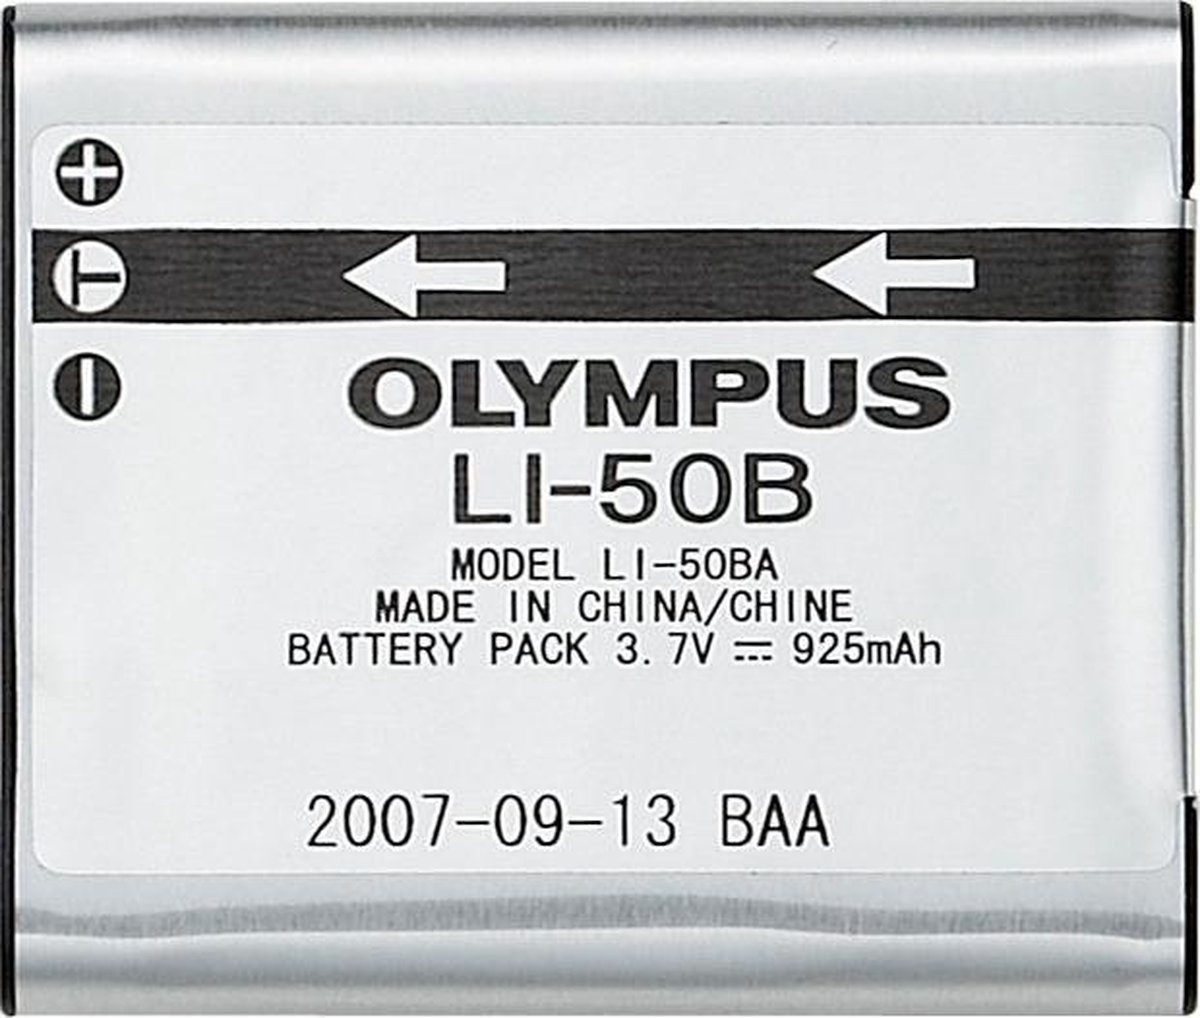 +
T
−
OLYMPUS
LI-50B
MODEL LI-50BA
MADE IN CHINA/CHINE
BATTERY PACK 3.7V ⎓ 925mAh
2007-09-13 BAA